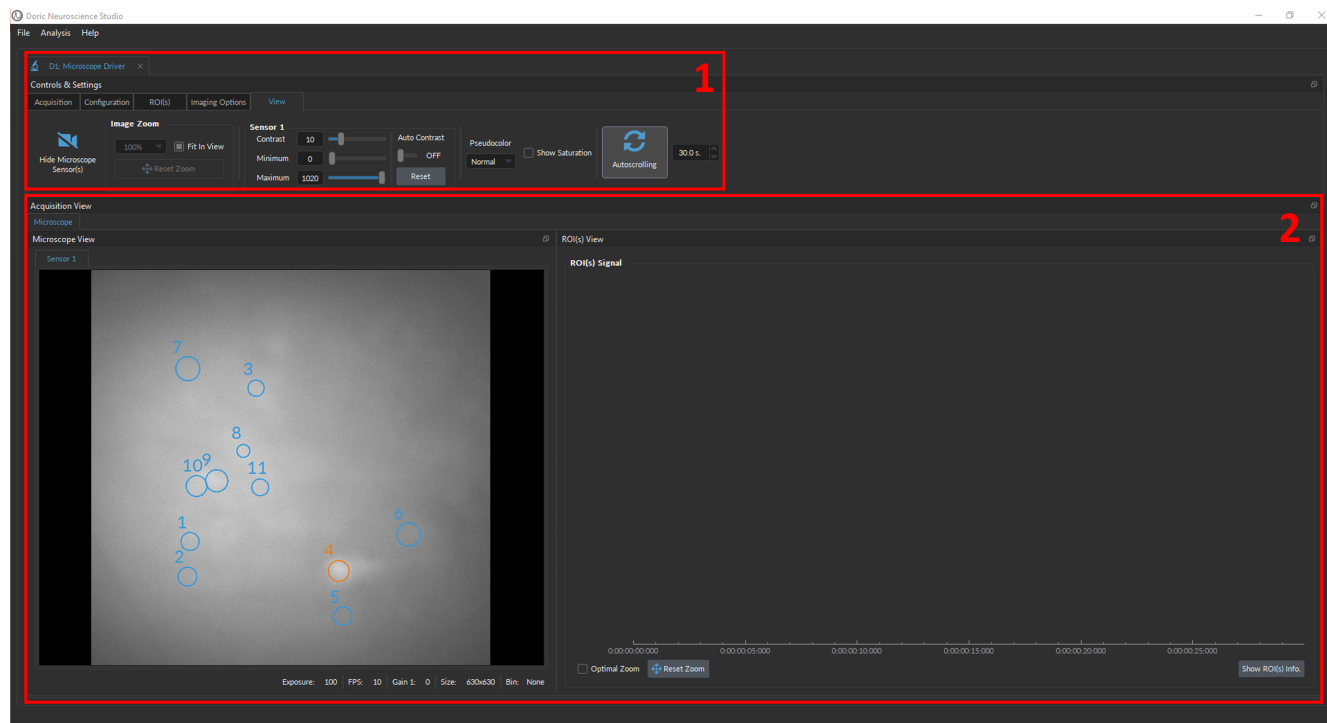 Doric Neuroscience Studio
File Analysis Help
D1: Microscope Driver ×
1
Controls & Settings
Acquisition Configuration ROI(s) Imaging Options View
Hide Microscope Sensor(s)
Image Zoom
100% Fit In View
Reset Zoom
Sensor 1
Contrast 10
Minimum 0
Maximum 1020
Auto Contrast
OFF
Reset
Pseudocolor
Normal
Show Saturation
Autoscrolling
30.0 s.
Acquisition View
2
Microscope
Microscope View
Sensor 1
7
3
8
10
9
11
1
6
2
4
5
Exposure: 100 FPS: 10 Gain 1: 0 Size: 630x630 Bin: None
ROI(s) View
ROI(s) Signal
0:00:00:00:000 0:00:00:05:000 0:00:00:10:000 0:00:00:15:000 0:00:00:20:000 0:00:00:25:000
Optimal Zoom Reset Zoom Show ROI(s) Info.